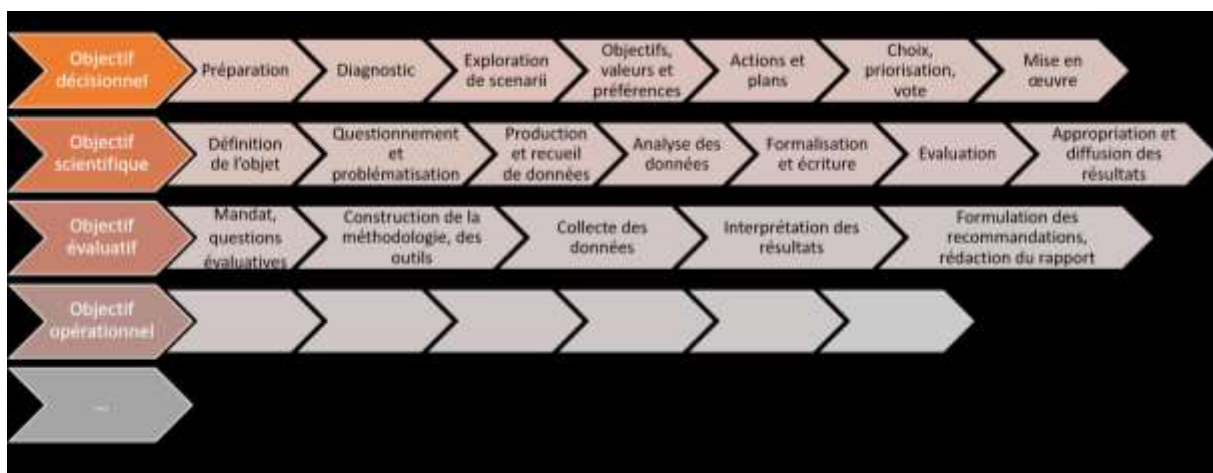 Objectif
décisionnel
Préparation
Diagnostic
Exploration
de scenarii
Objectifs,
valeurs et
préférences
Actions et
plans
Choix,
priorisation,
vote
Mise en
œuvre
Objectif
scientifique
Définition
de l'objet
Questionnement
et
problématisation
Production
et recueil
de données
Analyse des
données
Formalisation
et écriture
Evaluation
Appropriation et
diffusion des
résultats
Objectif
évaluatif
Mandat,
questions
évaluatives
Construction de la
méthodologie, des
outils
Collecte des
données
Interprétation des
résultats
Formulation des
recommandations,
rédaction du rapport
Objectif
opérationnel
...